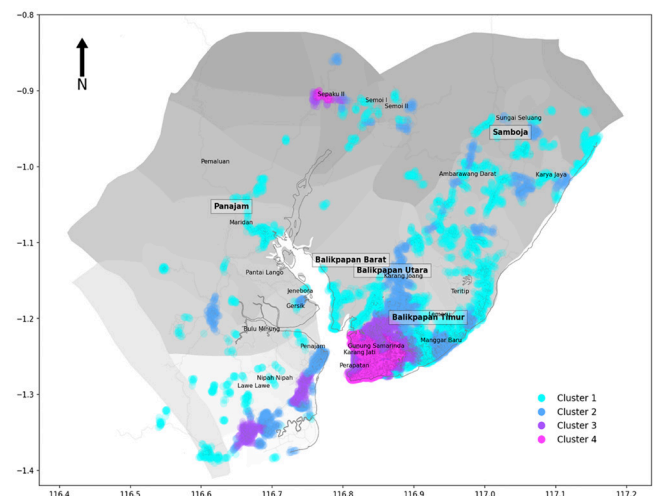 −0.8
N
−0.9
Sepaku II
Semoi I
Semoi II
Sungai Seluang
Samboja
−1.0
Pemaluan
Ambarawang Darat
Karya Jaya
Panajam
Maridan
−1.1
Balikpapan Barat
Balikpapan Utara
Pantai Lango
Karang Joang
Jenebora
Teritip
Gersik
−1.2
Balikpapan Timur
Bulu Minung
Manggar Baru
Penajam
Gunung Samarinda
Karang Jati
Perapatan
−1.3
Nipah Nipah
Lawe Lawe
Cluster 1
Cluster 2
Cluster 3
Cluster 4
−1.4
116.4 116.5 116.6 116.7 116.8 116.9 117.0 117.1 117.2